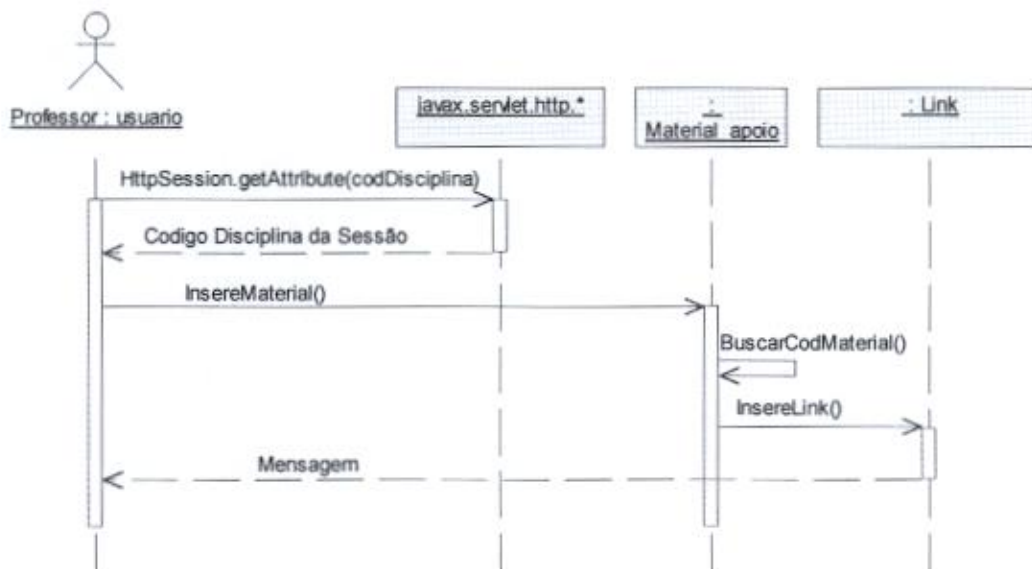 Professor : usuario
javax.servlet.http.*
:
Material_apoio
: Link
HttpSession.getAttribute(codDisciplina)
Codigo Disciplina da Sessão
InsereMaterial()
BuscarCodMaterial()
InsereLink()
Mensagem